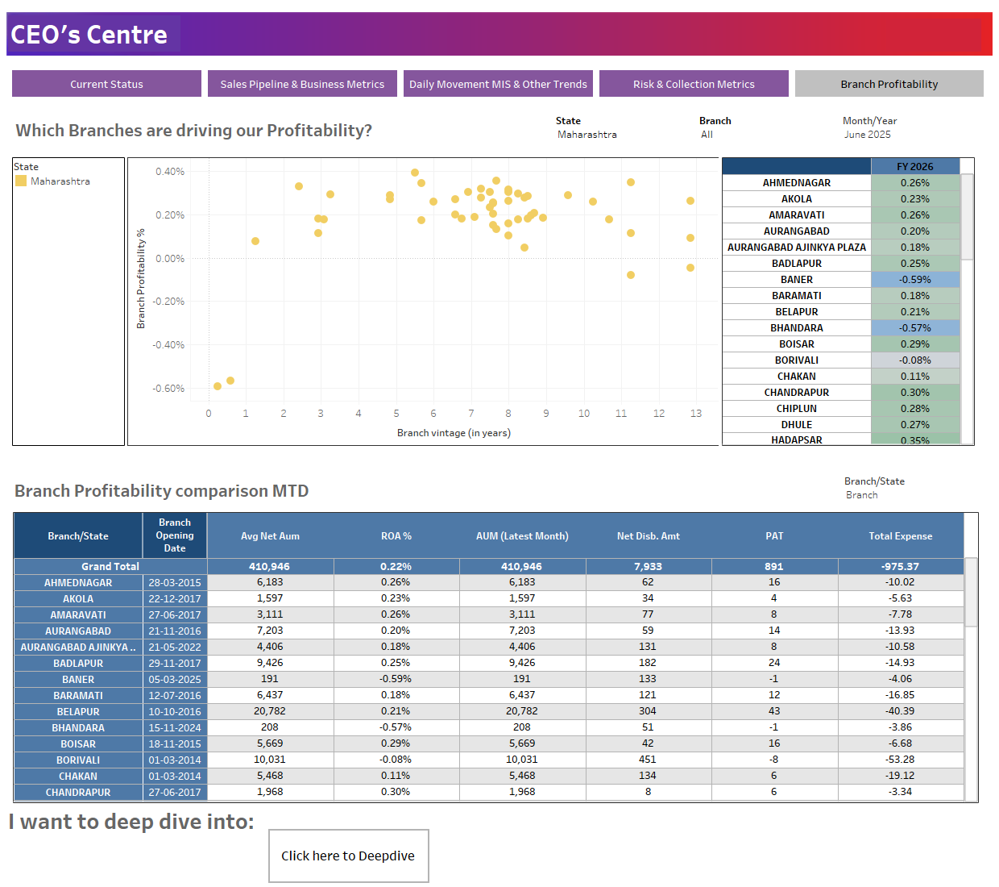 CEO's Centre
Current Status
Sales Pipeline & Business Metrics
Daily Movement MIS & Other Trends
Risk & Collection Metrics
Branch Profitability
Which Branches are driving our Profitability?
State
Maharashtra
Branch
All
Month/Year
June 2025
State
Maharashtra
Branch Profitability %
0.40%
0.20%
0.00%
-0.20%
-0.40%
-0.60%
0 1 2 3 4 5 6 7 8 9 10 11 12 13
Branch vintage (in years)
FY 2026
AHMEDNAGAR 0.26%
AKOLA 0.23%
AMARAVATI 0.26%
AURANGABAD 0.20%
AURANGABAD AJINKYA PLAZA 0.18%
BADLAPUR 0.25%
BANER -0.59%
BARAMATI 0.18%
BELAPUR 0.21%
BHANDARA -0.57%
BOISAR 0.29%
BORIVALI -0.08%
CHAKAN 0.11%
CHANDRAPUR 0.30%
CHIPLUN 0.28%
DHULE 0.27%
HADAPSAR 0.35%
Branch Profitability comparison MTD
Branch/State
Branch
Branch/State Branch Opening Date Avg Net Aum ROA % AUM (Latest Month) Net Disb. Amt PAT Total Expense
Grand Total 410,946 0.22% 410,946 7,933 891 -975.37
AHMEDNAGAR 28-03-2015 6,183 0.26% 6,183 62 16 -10.02
AKOLA 22-12-2017 1,597 0.23% 1,597 34 4 -5.63
AMARAVATI 27-06-2017 3,111 0.26% 3,111 77 8 -7.78
AURANGABAD 21-11-2016 7,203 0.20% 7,203 59 14 -13.93
AURANGABAD AJINKYA .. 21-05-2022 4,406 0.18% 4,406 131 8 -10.58
BADLAPUR 29-11-2017 9,426 0.25% 9,426 182 24 -14.93
BANER 05-03-2025 191 -0.59% 191 133 -1 -4.06
BARAMATI 12-07-2016 6,437 0.18% 6,437 121 12 -16.85
BELAPUR 10-10-2016 20,782 0.21% 20,782 304 43 -40.39
BHANDARA 15-11-2024 208 -0.57% 208 51 -1 -3.86
BOISAR 18-11-2015 5,669 0.29% 5,669 42 16 -6.68
BORIVALI 01-03-2014 10,031 -0.08% 10,031 451 -8 -53.28
CHAKAN 01-03-2014 5,468 0.11% 5,468 134 6 -19.12
CHANDRAPUR 27-06-2017 1,968 0.30% 1,968 8 6 -3.34
I want to deep dive into:
Click here to Deepdive